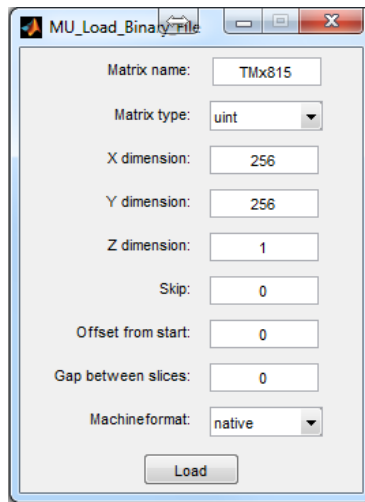 MU_Load_Binary_File
Matrix name: TMx815
Matrix type: uint
X dimension: 256
Y dimension: 256
Z dimension: 1
Skip: 0
Offset from start: 0
Gap between slices: 0
Machineformat: native
Load